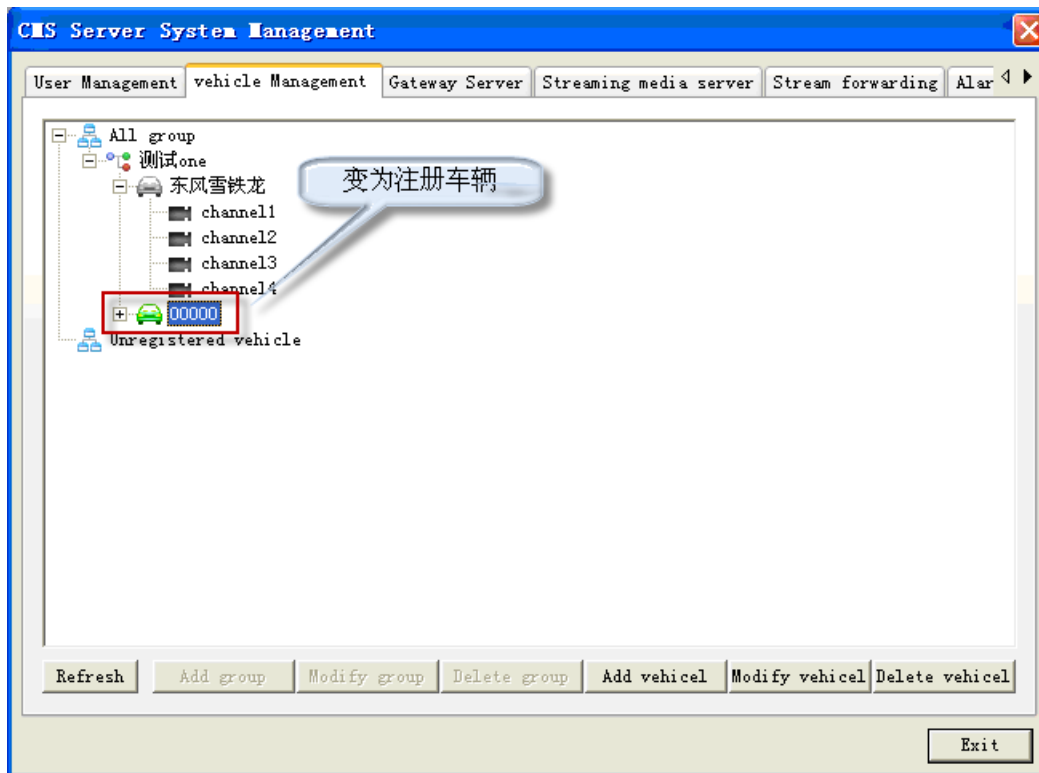 CMS Server System Management
User Management vehicle Management Gateway Server Streaming media server Stream forwarding Alar
All group
测试one
东风雪铁龙
变为注册车辆
channel1
channel2
channel3
channel4
00000
Unregistered vehicle
Refresh Add group Modify group Delete group Add vehicel Modify vehicel Delete vehicel
Exit